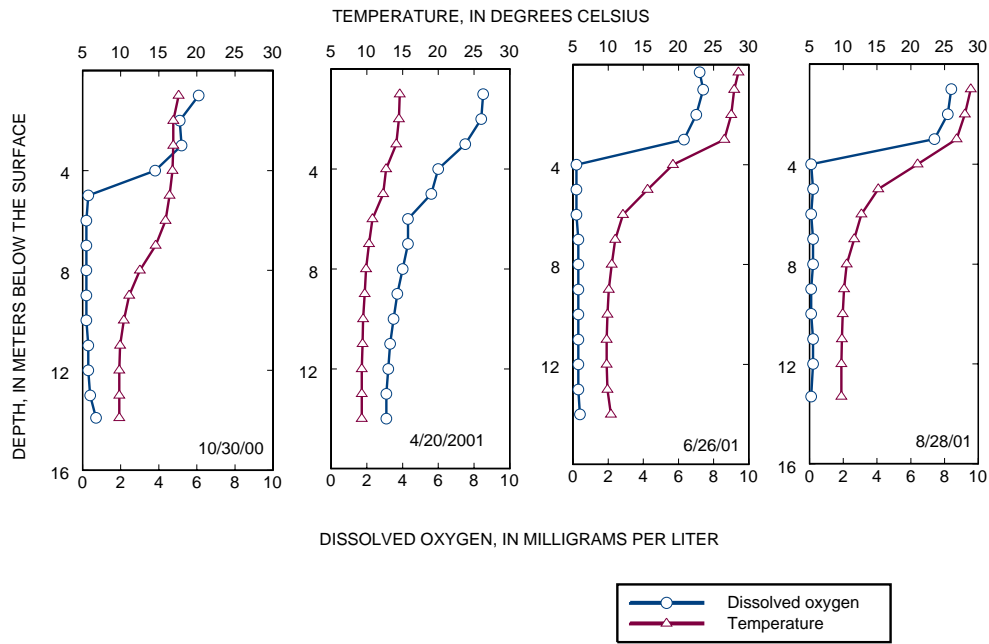 TEMPERATURE, IN DEGREES CELSIUS
5 10 15 20 25 30
5 10 15 20 25 30
5 10 15 20 25 30
5 10 15 20 25 30
DEPTH, IN METERS BELOW THE SURFACE
4
8
12
16
4
8
12
4
8
12
4
8
12
16
10/30/00
4/20/2001
6/26/01
8/28/01
0 2 4 6 8 10
0 2 4 6 8 10
0 2 4 6 8 10
0 2 4 6 8 10
DISSOLVED OXYGEN, IN MILLIGRAMS PER LITER
Dissolved oxygen
Temperature